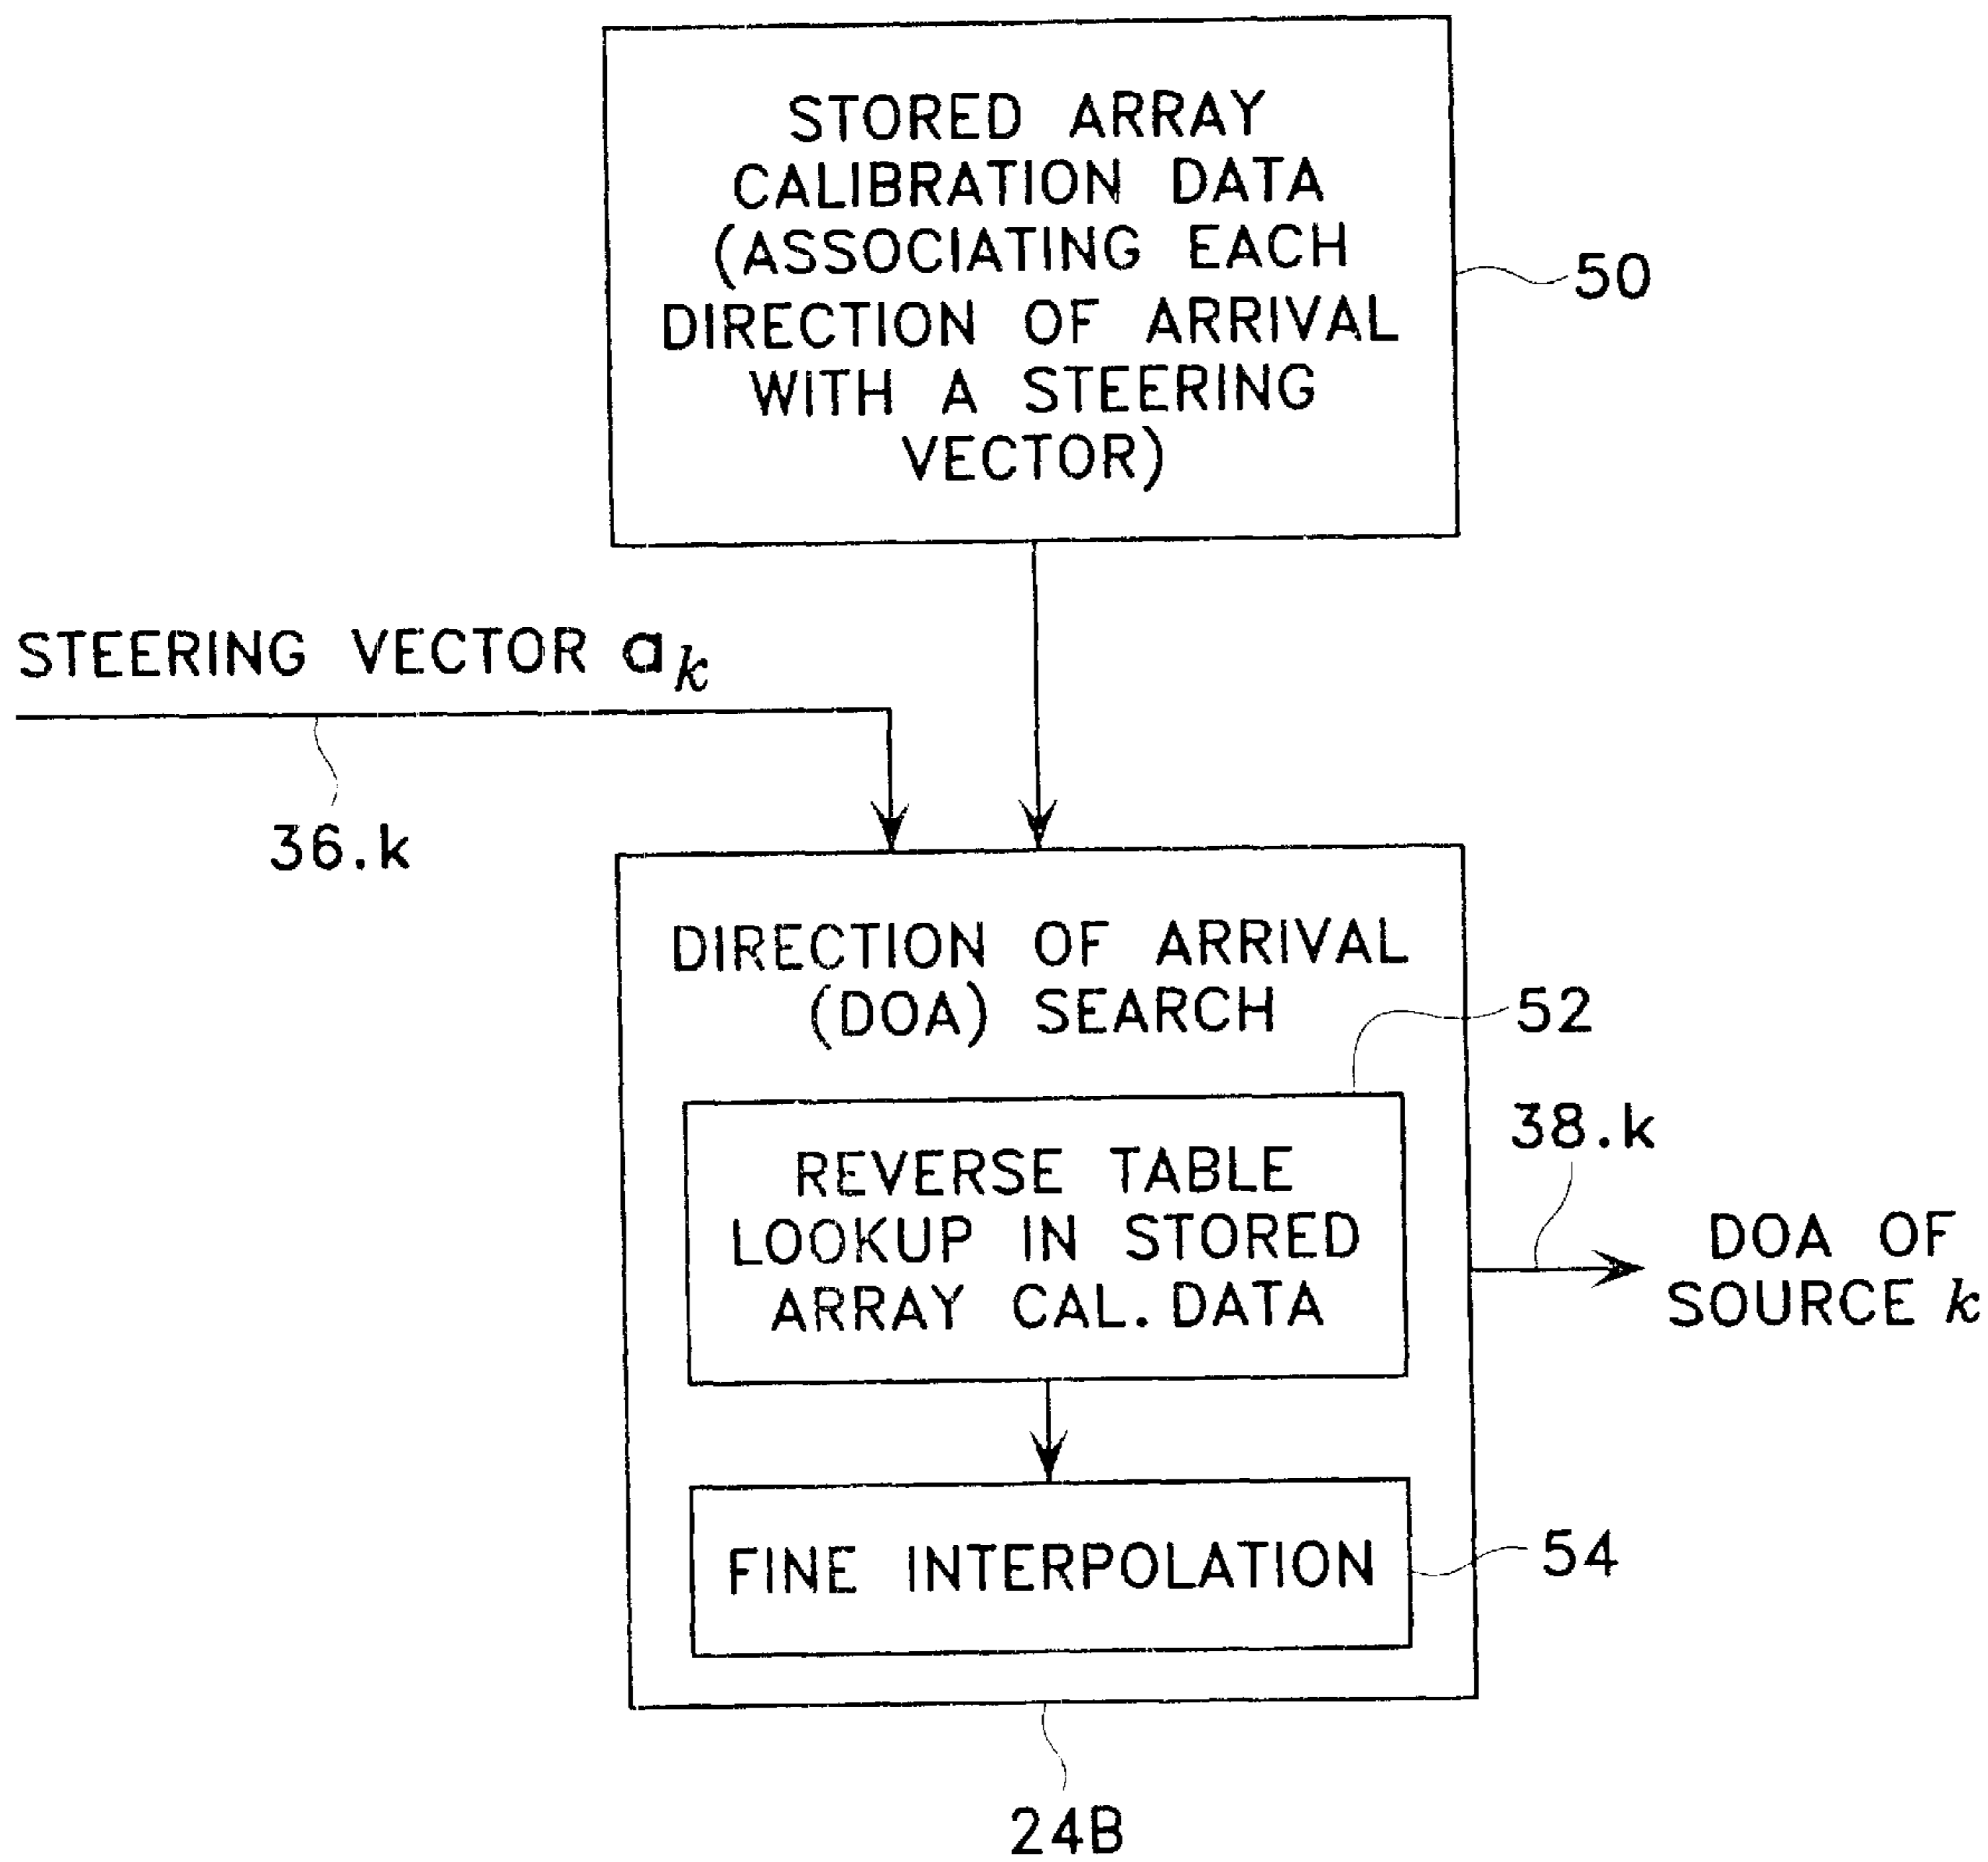 STORED ARRAY
CALIBRATION DATA
(ASSOCIATING EACH
DIRECTION OF ARRIVAL
WITH A STEERING
VECTOR)
50
STEERING VECTOR ak
36.k
DIRECTION OF ARRIVAL
(DOA) SEARCH
52
REVERSE TABLE
LOOKUP IN STORED
ARRAY CAL. DATA
38.k
DOA OF
SOURCE k
FINE INTERPOLATION
54
24B